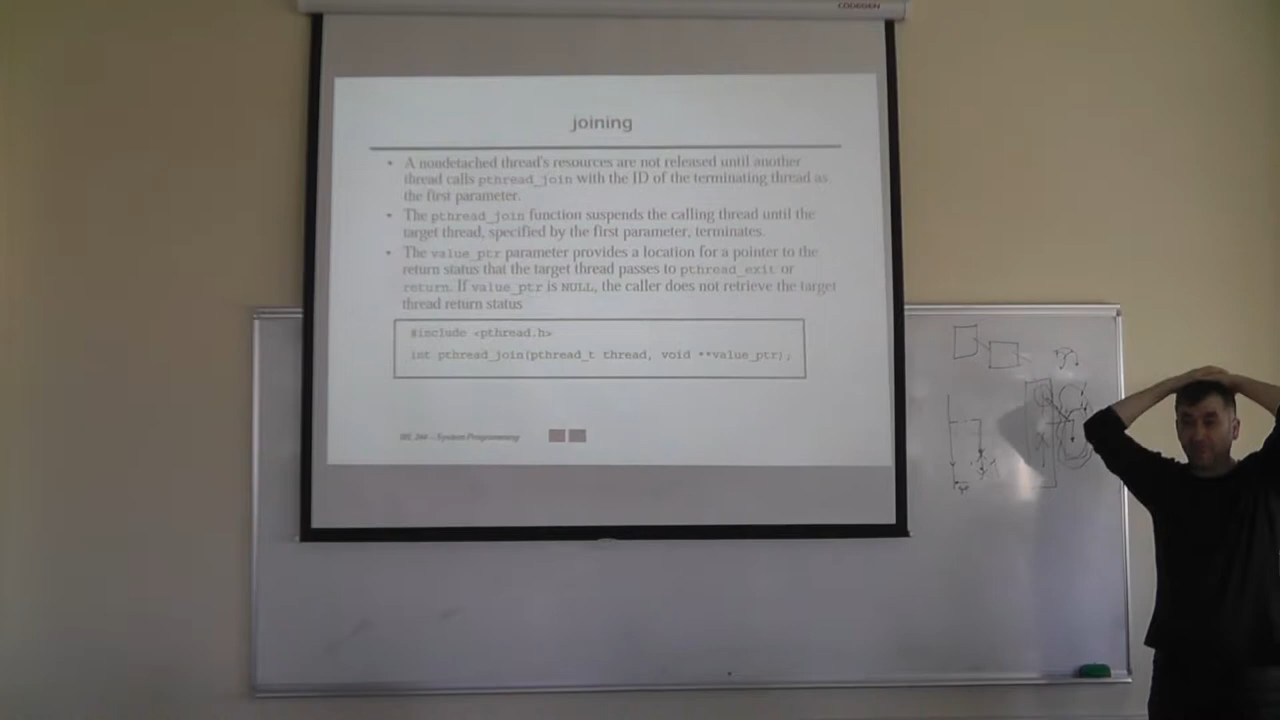 CODEGEN
joining
• A nondetached thread's resources are not released until another
thread calls pthread_join with the ID of the terminating thread as
the first parameter.
• The pthread_join function suspends the calling thread until the
target thread, specified by the first parameter, terminates.
• The value_ptr parameter provides a location for a pointer to the
return status that the target thread passes to pthread_exit or
return. If value_ptr is NULL, the caller does not retrieve the target
thread return status
#include <pthread.h>
int pthread_join(pthread_t thread, void **value_ptr);
244 – System Programming